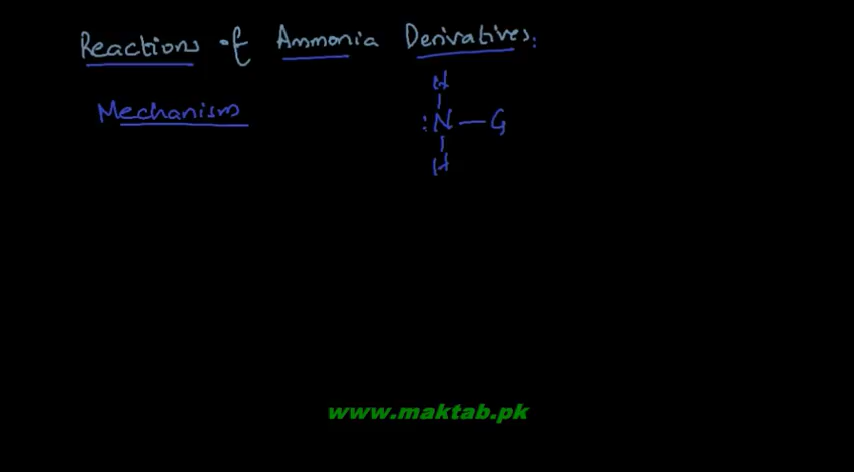 Reactions of Ammonia Derivatives:
H
Mechanism
:N—G
H
www.maktab.pk